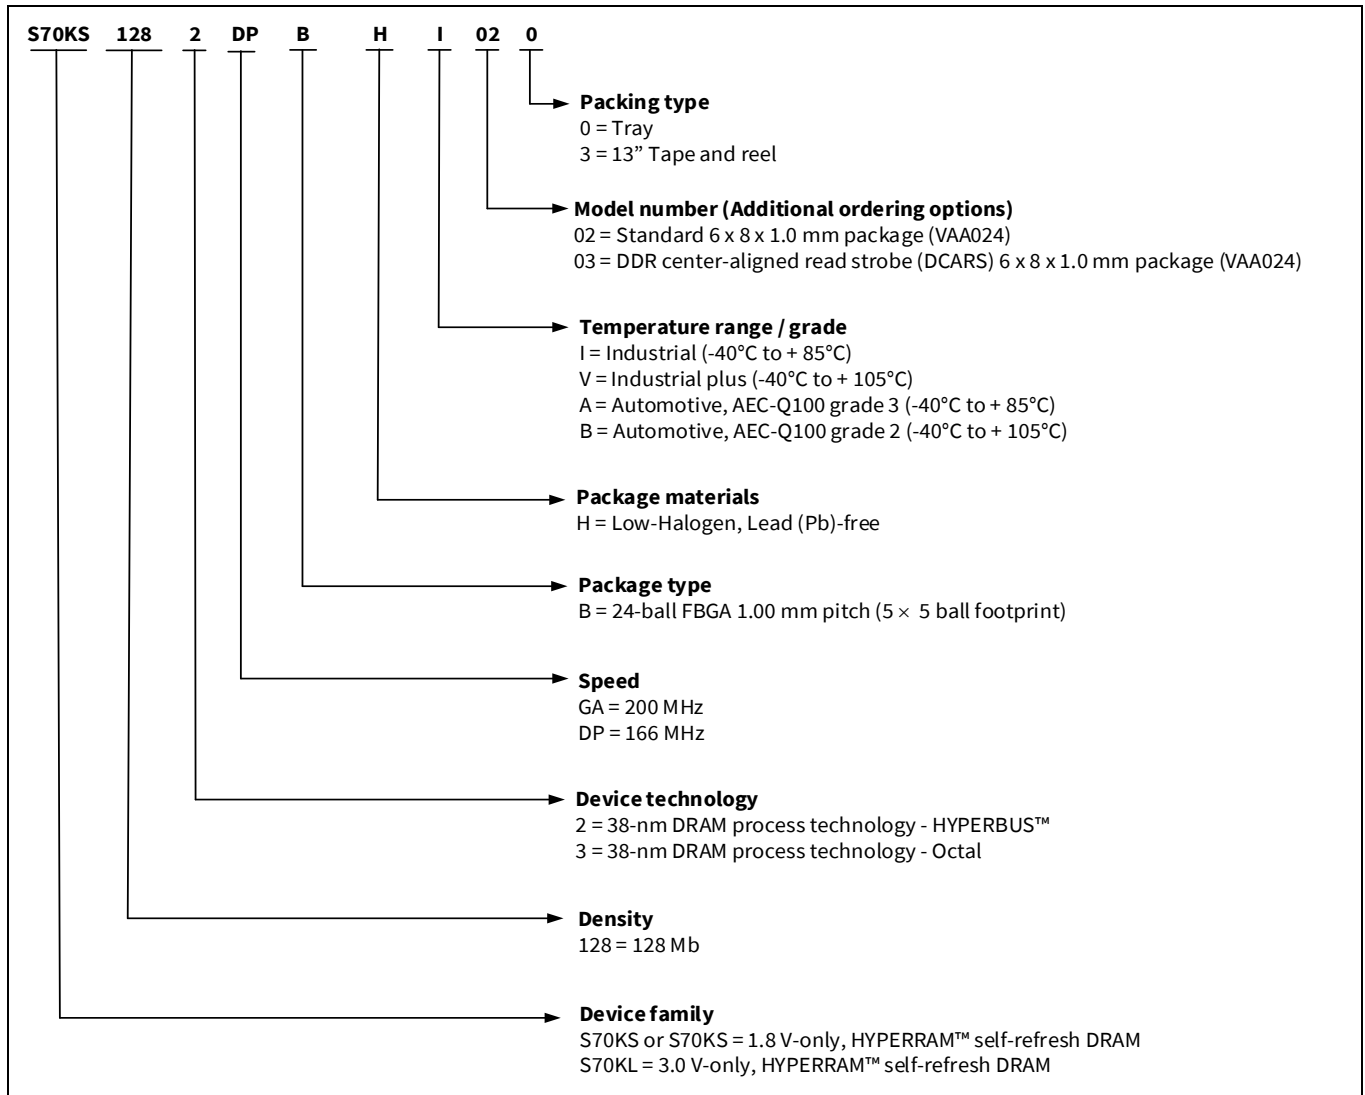 S70KS 128 2 DP B H I 02 0
Packing type
0 = Tray
3 = 13” Tape and reel
Model number (Additional ordering options)
02 = Standard 6 x 8 x 1.0 mm package (VAA024)
03 = DDR center-aligned read strobe (DCARS) 6 x 8 x 1.0 mm package (VAA024)
Temperature range / grade
I = Industrial (-40°C to + 85°C)
V = Industrial plus (-40°C to + 105°C)
A = Automotive, AEC-Q100 grade 3 (-40°C to + 85°C)
B = Automotive, AEC-Q100 grade 2 (-40°C to + 105°C)
Package materials
H = Low-Halogen, Lead (Pb)-free
Package type
B = 24-ball FBGA 1.00 mm pitch (5 × 5 ball footprint)
Speed
GA = 200 MHz
DP = 166 MHz
Device technology
2 = 38-nm DRAM process technology - HYPERBUS™
3 = 38-nm DRAM process technology - Octal
Density
128 = 128 Mb
Device family
S70KS or S70KS = 1.8 V-only, HYPERRAM™ self-refresh DRAM
S70KL = 3.0 V-only, HYPERRAM™ self-refresh DRAM